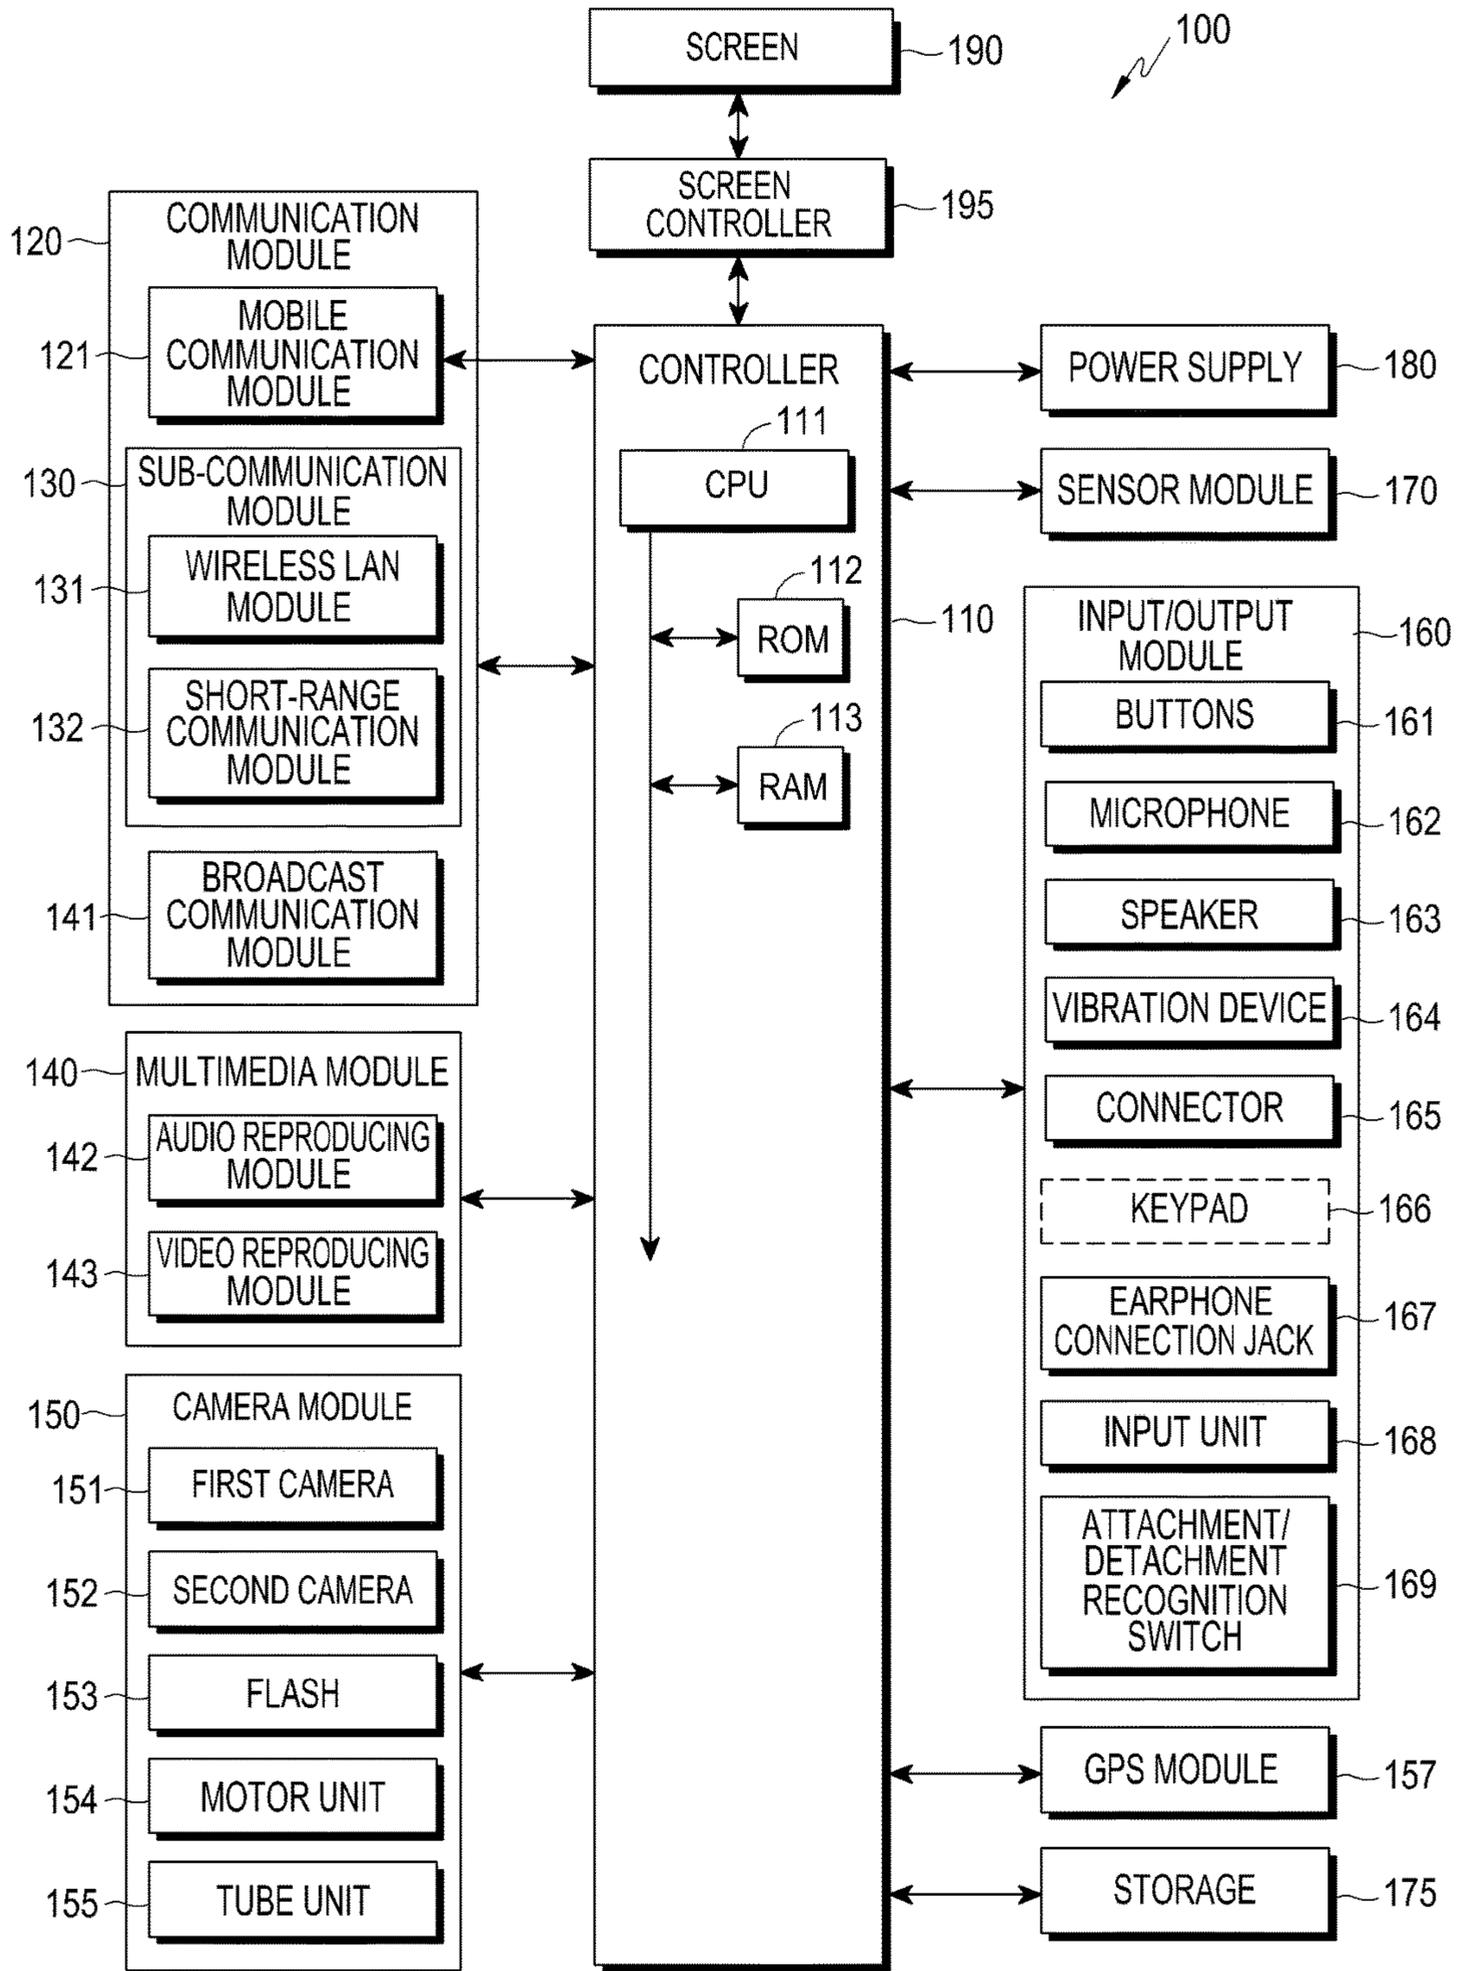 SCREEN
190
100
SCREEN
CONTROLLER
195
120
COMMUNICATION
MODULE
121
MOBILE
COMMUNICATION
MODULE
130
SUB-COMMUNICATION
MODULE
131
WIRELESS LAN
MODULE
132
SHORT-RANGE
COMMUNICATION
MODULE
141
BROADCAST
COMMUNICATION
MODULE
140
MULTIMEDIA MODULE
142
AUDIO REPRODUCING
MODULE
143
VIDEO REPRODUCING
MODULE
150
CAMERA MODULE
151
FIRST CAMERA
152
SECOND CAMERA
153
FLASH
154
MOTOR UNIT
155
TUBE UNIT
CONTROLLER
111
CPU
112
ROM
110
113
RAM
POWER SUPPLY
180
SENSOR MODULE
170
INPUT/OUTPUT
MODULE
160
BUTTONS
161
MICROPHONE
162
SPEAKER
163
VIBRATION DEVICE
164
CONNECTOR
165
KEYPAD
166
EARPHONE
CONNECTION JACK
167
INPUT UNIT
168
ATTACHMENT/
DETACHMENT
RECOGNITION
SWITCH
169
GPS MODULE
157
STORAGE
175